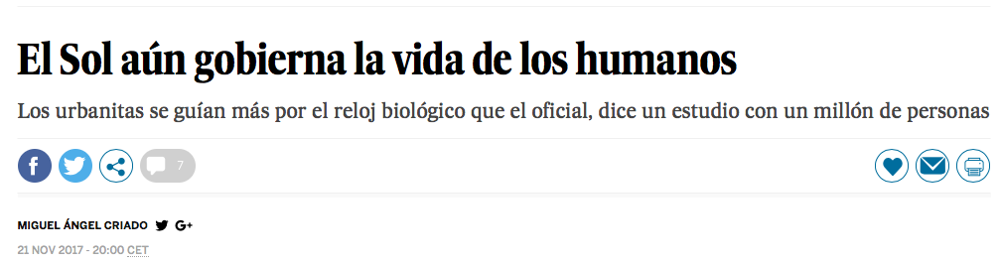 El Sol aún gobierna la vida de los humanos
Los urbanitas se guían más por el reloj biológico que el oficial, dice un estudio con un millón de personas
f 7
MIGUEL ÁNGEL CRIADO G+
21 NOV 2017 - 20:00 CET